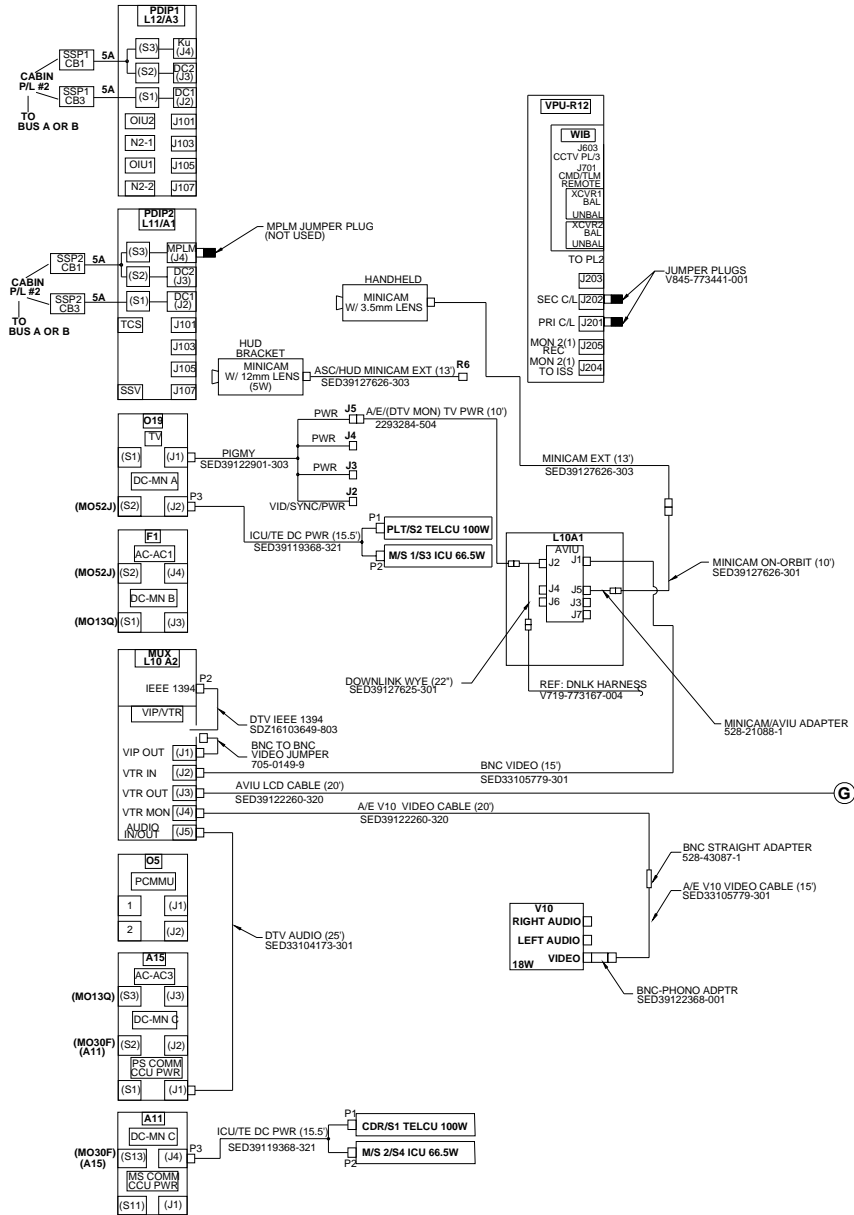 PDIP1
L12/A3
SSP1
CB1
5A
(S3)
Ku
(J4)
(S2)
DC2
(J3)
CABIN
P/L #2
SSP1
CB3
5A
(S1)
DC1
(J2)
TO
BUS A OR B
OIU2
J101
N2-1
J103
OIU1
J105
N2-2
J107
VPU-R12
WIB
J603
CCTV PL/3
J701
CMD/TLM
REMOTE
XCVR1
BAL
UNBAL
XCVR2
BAL
UNBAL
TO PL2
J203
SEC C/L
J202
PRI C/L
J201
MON 2(1)
REC
J205
MON 2(1)
TO ISS
J204
JUMPER PLUGS
V845-773441-001
PDIP2
L11/A1
MPLM JUMPER PLUG
(NOT USED)
SSP2
CB1
5A
(S3)
MPLM
(J4)
(S2)
DC2
(J3)
CABIN
P/L #2
SSP2
CB3
5A
(S1)
DC1
(J2)
TO
BUS A OR B
TCS
J101
J103
J105
SSV
J107
HANDHELD
MINICAM
W/ 3.5mm LENS
HUD
BRACKET
MINICAM
W/ 12mm LENS
(5W)
ASC/HUD MINICAM EXT (13')
SED39127626-303
R6
O19
TV
(S1)
(J1)
DC-MN A
(MO52J)
(S2)
(J2)
P3
PIGMY
SED39122901-303
PWR
J5
A/E/(DTV MON) TV PWR (10')
2293284-504
PWR
J4
PWR
J3
J2
VID/SYNC/PWR
MINICAM EXT (13')
SED39127626-303
ICU/TE DC PWR (15.5')
SED39119368-321
P1
PLT/S2 TELCU 100W
M/S 1/S3 ICU 66.5W
P2
F1
AC-AC1
(MO52J)
(S2)
(J4)
DC-MN B
(MO13Q)
(S1)
(J3)
L10A1
AVIU
J2
J1
J4
J5
J6
J3
J7
MINICAM ON-ORBIT (10')
SED39127626-301
DOWNLINK WYE (22")
SED39127625-301
REF: DNLK HARNESS
V719-773167-004
MINICAM/AVIU ADAPTER
528-21088-1
MUX
L10 A2
IEEE 1394
P2
VIP/VTR
DTV IEEE 1394
SDZ16103649-803
VIP OUT
(J1)
BNC TO BNC
VIDEO JUMPER
705-0149-9
VTR IN
(J2)
BNC VIDEO (15')
SED33105779-301
VTR OUT
(J3)
AVIU LCD CABLE (20')
SED39122260-320
G
VTR MON
(J4)
A/E V10 VIDEO CABLE (20')
SED39122260-320
AUDIO
IN/OUT
(J5)
BNC STRAIGHT ADAPTER
528-43087-1
A/E V10 VIDEO CABLE (15')
SED33105779-301
O5
PCMMU
1
(J1)
2
(J2)
V10
RIGHT AUDIO
LEFT AUDIO
VIDEO
18W
BNC-PHONO ADPTR
SED39122368-001
DTV AUDIO (25')
SED33104173-301
A15
AC-AC3
(MO13Q)
(S3)
(J3)
DC-MN C
(MO30F)
(A11)
(S2)
(J2)
PS COMM
CCU PWR
(S1)
(J1)
A11
DC-MN C
(MO30F)
(A15)
(S13)
(J4)
P3
ICU/TE DC PWR (15.5')
SED39119368-321
P1
CDR/S1 TELCU 100W
M/S 2/S4 ICU 66.5W
P2
MS COMM
CCU PWR
(S11)
(J1)